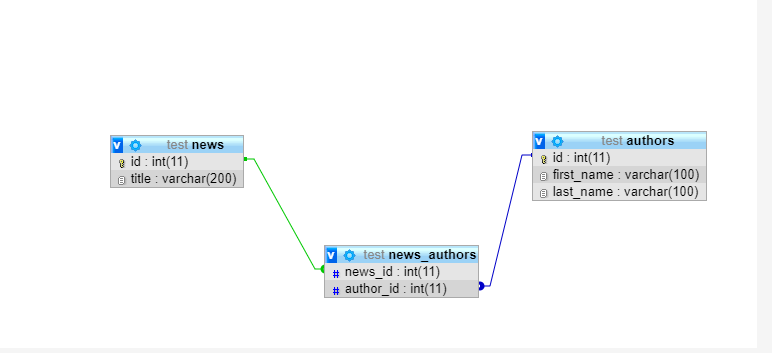 v test news
id : int(11)
title : varchar(200)
v test authors
id : int(11)
first_name : varchar(100)
last_name : varchar(100)
v test news_authors
# news_id : int(11)
# author_id : int(11)